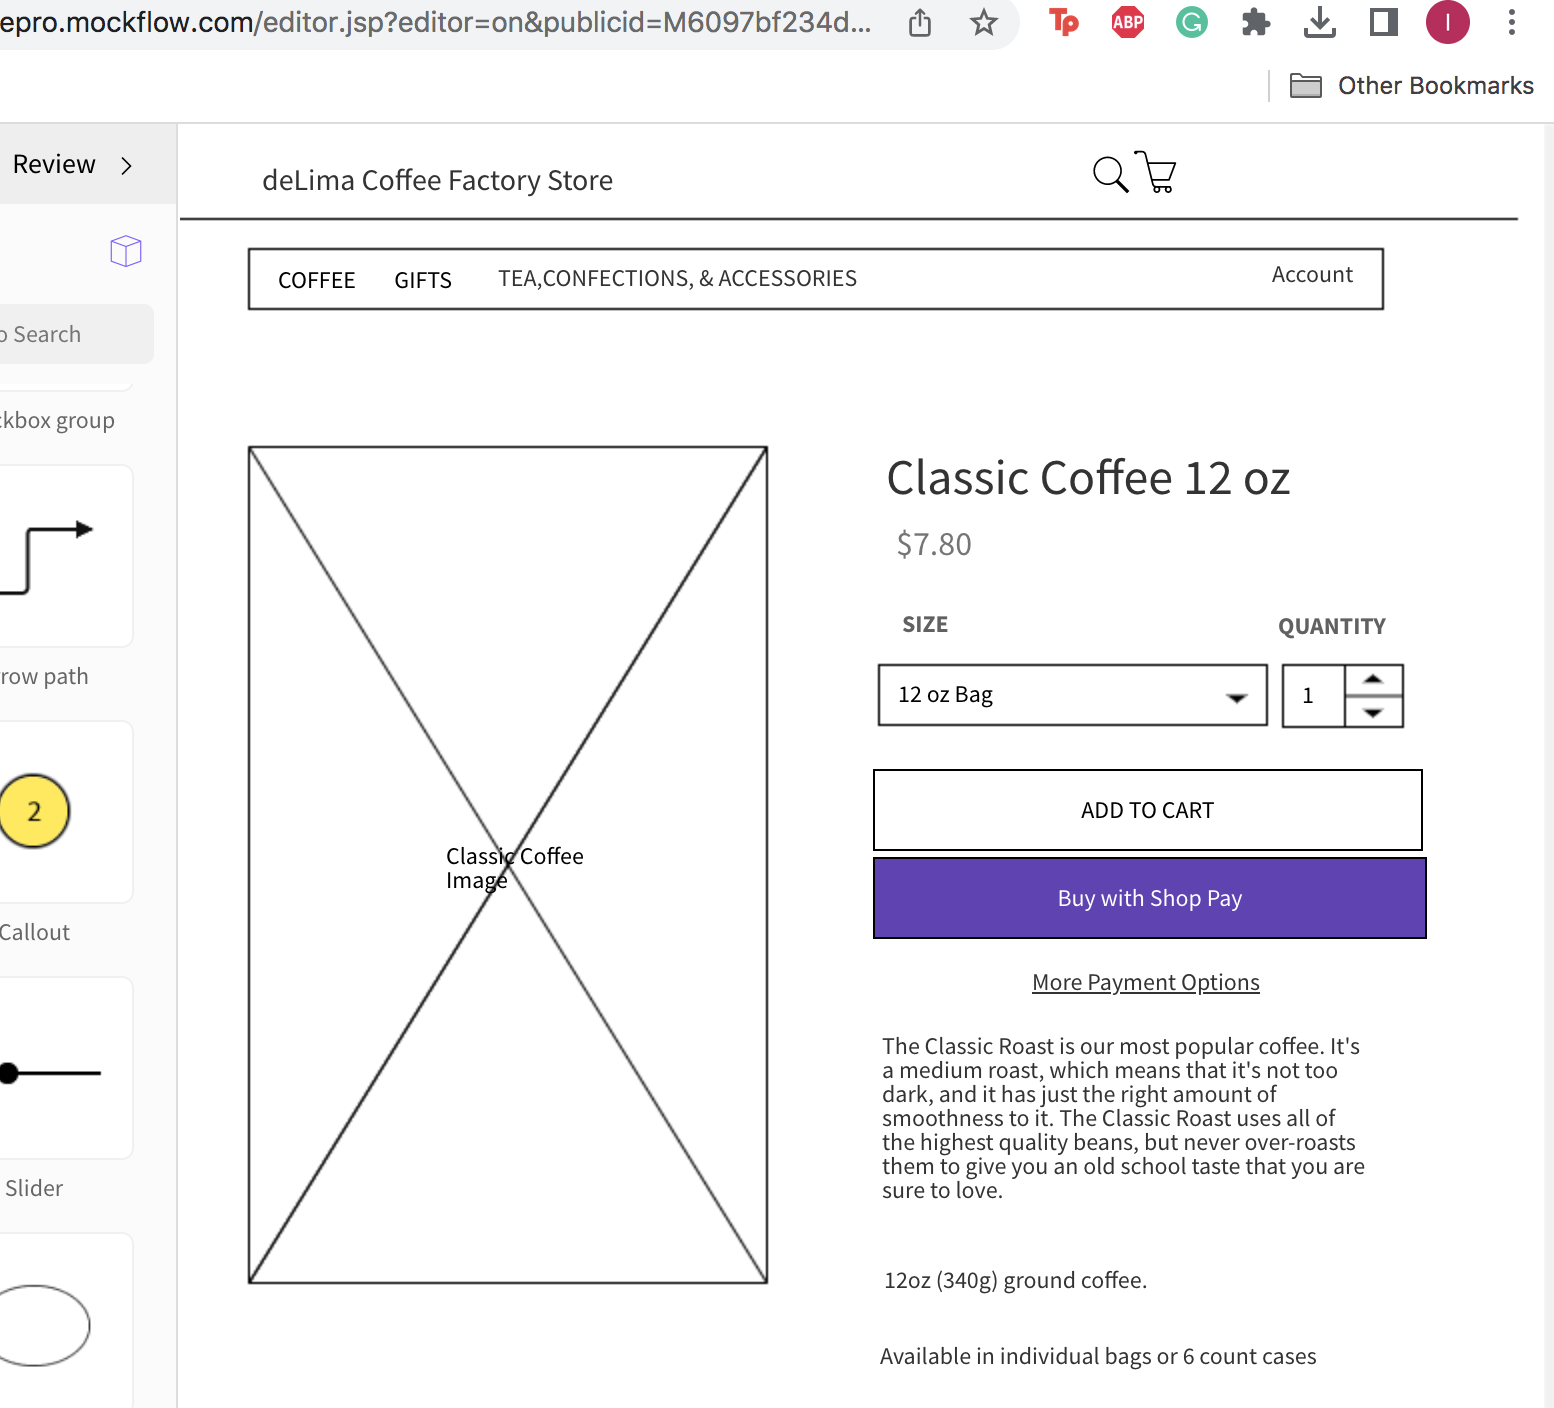 epro.mockflow.com/editor.jsp?editor=on&publicid=M6097bf234d...
Tp
ABP
G
I
Other Bookmarks
Review
o Search
ckbox group
row path
2
Callout
Slider
deLima Coffee Factory Store
COFFEE GIFTS TEA,CONFECTIONS, & ACCESSORIES Account
Classic Coffee
Image
Classic Coffee 12 oz
$7.80
SIZE QUANTITY
12 oz Bag 1
ADD TO CART
Buy with Shop Pay
More Payment Options
The Classic Roast is our most popular coffee. It's
a medium roast, which means that it's not too
dark, and it has just the right amount of
smoothness to it. The Classic Roast uses all of
the highest quality beans, but never over-roasts
them to give you an old school taste that you are
sure to love.
12oz (340g) ground coffee.
Available in individual bags or 6 count cases